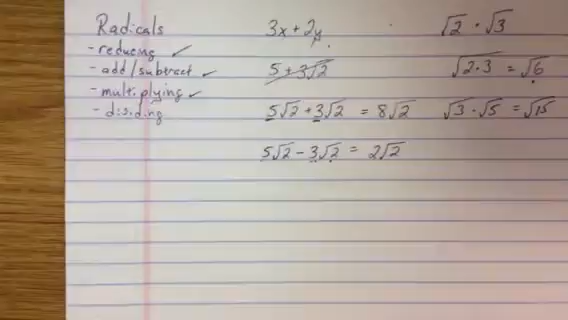 Radicals
- reducing ✓
- add/subtract ✓
- multiplying ✓
- dividing
3x + 2y
5 + 3√2
5√2 + 3√2 = 8√2
5√2 - 3√2 = 2√2
√2 · √3
√2·3 = √6
√3 · √5 = √15